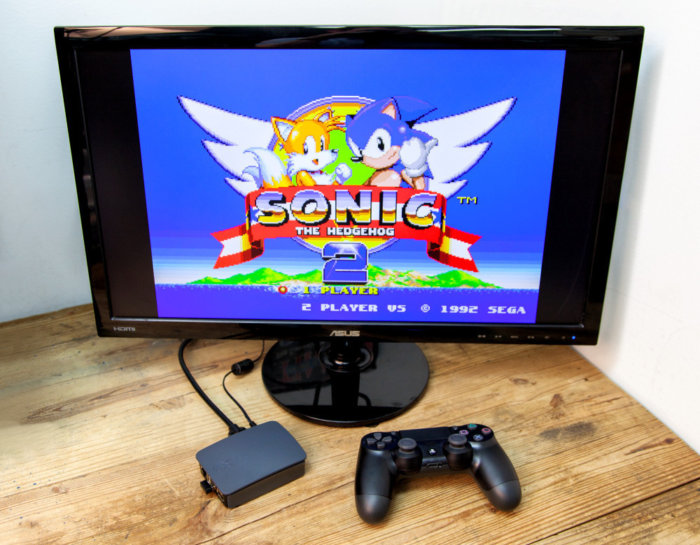 SONIC
TM
THE HEDGEHOG
2
1 PLAYER
2 PLAYER VS © 1992 SEGA
HDMI
ASUS